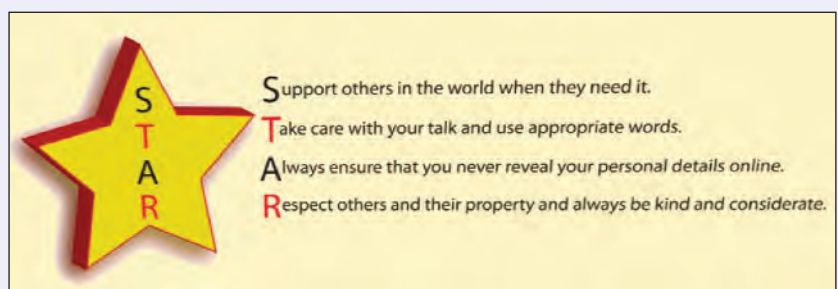 S
T
A
R
Support others in the world when they need it.
Take care with your talk and use appropriate words.
Always ensure that you never reveal your personal details online.
Respect others and their property and always be kind and considerate.